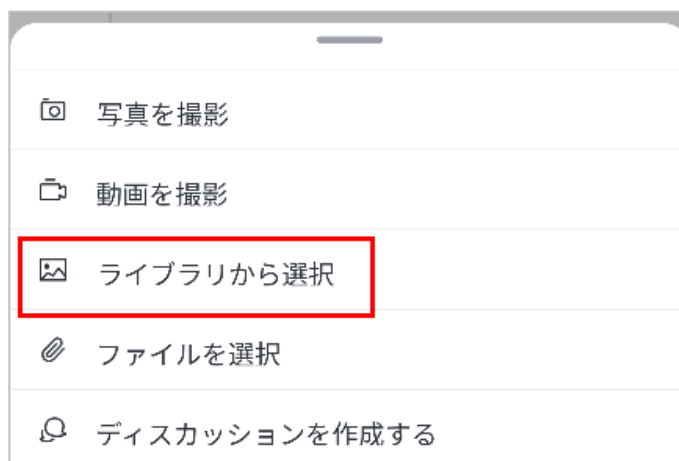 写真を撮影
動画を撮影
ライブラリから選択
ファイルを選択
ディスカッションを作成する